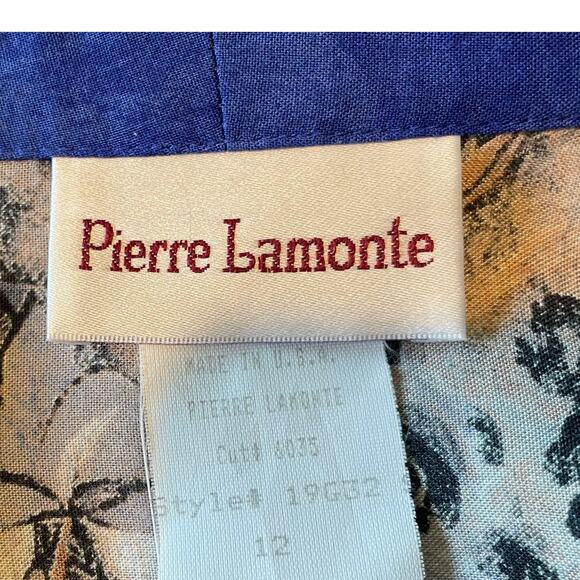 Pierre Lamonte
MADE IN U.S.A.
PIERRE LAMONTE
Cut# 6035
Style# 19G32
12